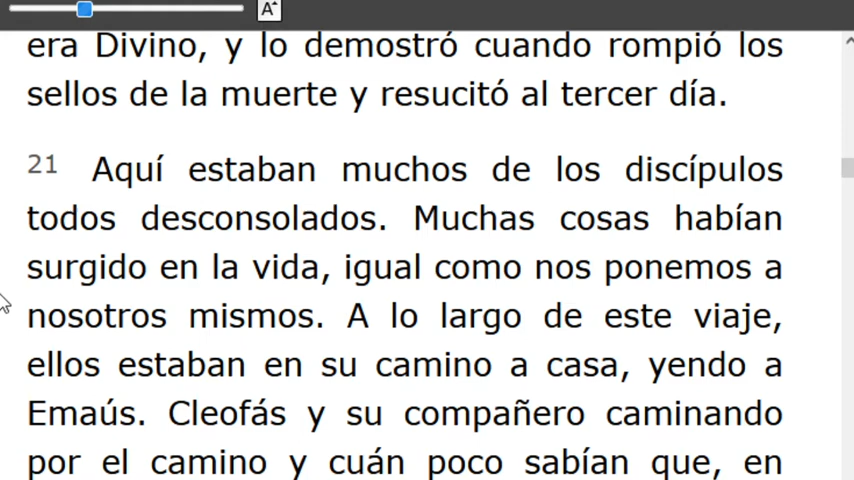 A
era Divino, y lo demostró cuando rompió los
sellos de la muerte y resucitó al tercer día.
21 Aquí estaban muchos de los discípulos
todos desconsolados. Muchas cosas habían
surgido en la vida, igual como nos ponemos a
nosotros mismos. A lo largo de este viaje,
ellos estaban en su camino a casa, yendo a
Emaús. Cleofás y su compañero caminando
por el camino y cuán poco sabían que, en